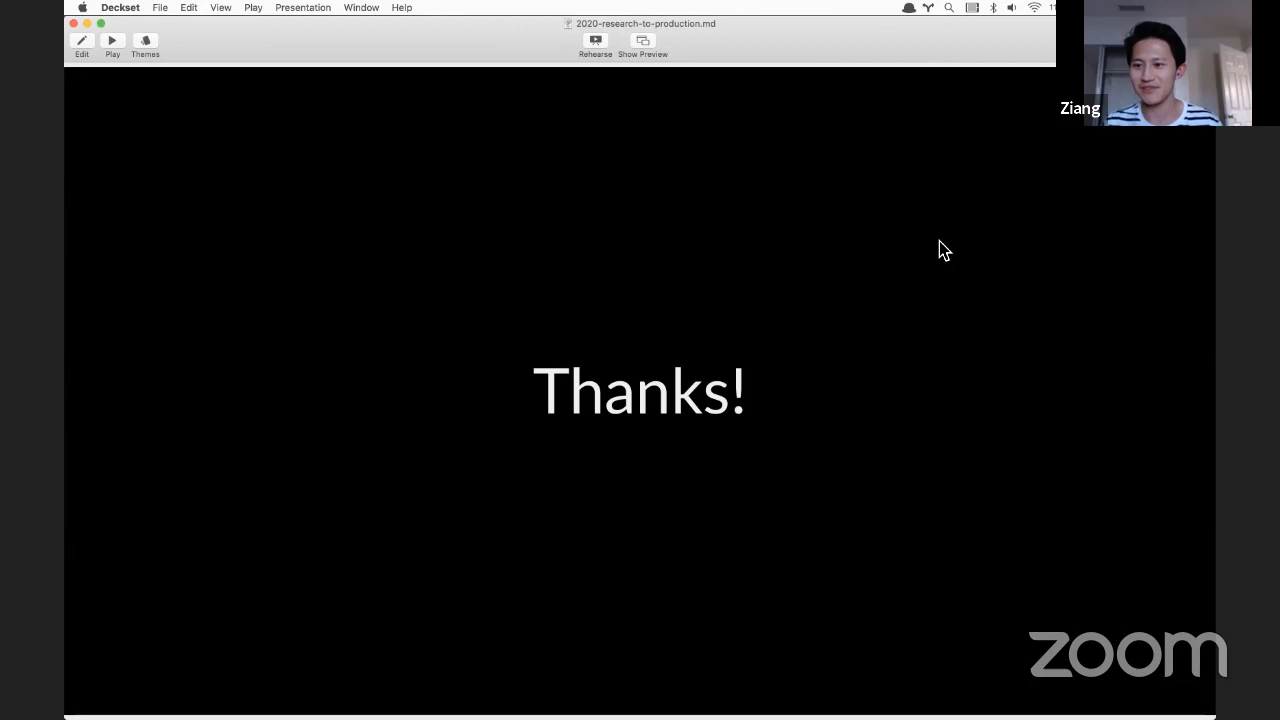 Deckset File Edit View Play Presentation Window Help
2020-research-to-production.md
Edit Play Themes Rehearse Show Preview
Ziang
Thanks!
zoom